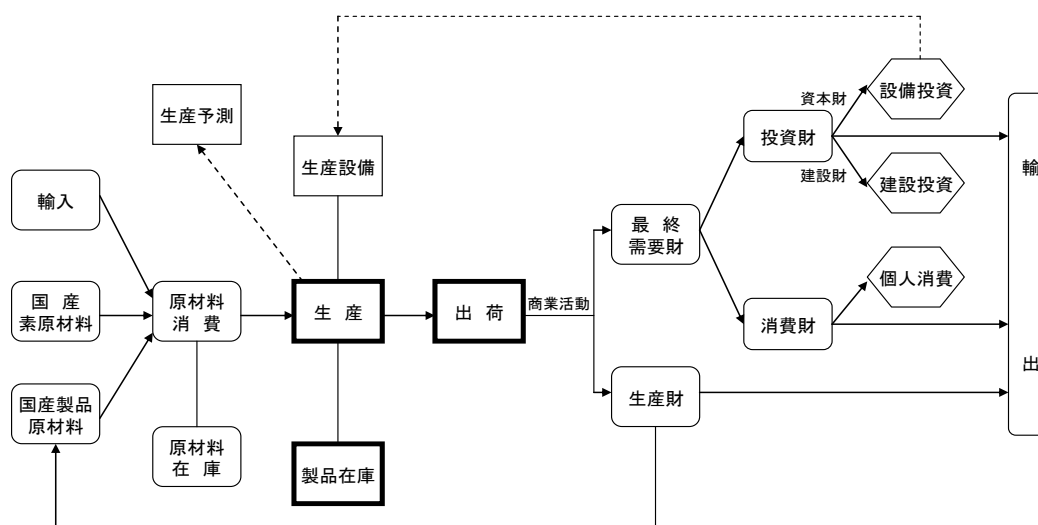 生産予測
生産設備
輸入
国 産
素原材料
国産製品
原材料
原材料
消 費
原材料
在 庫
生 産
製品在庫
出 荷
商業活動
最 終
需要財
生産財
投資財
消費財
資本財
建設財
設備投資
建設投資
個人消費
輸
出